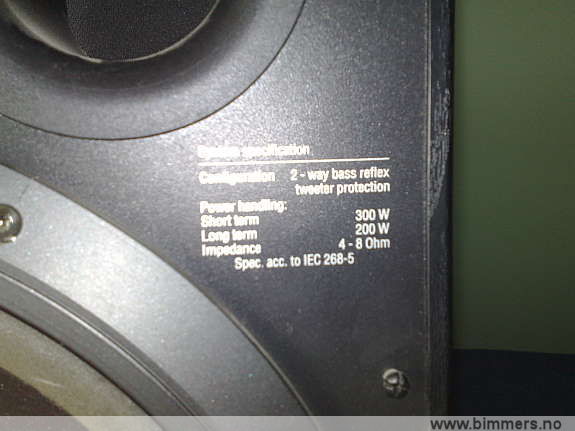 System specification
Configuration 2 - way bass reflex
tweeter protection
Power handling:
Short term 300 W
Long term 200 W
Impedance 4 - 8 Ohm
Spec. acc. to IEC 268-5
www.bimmers.no